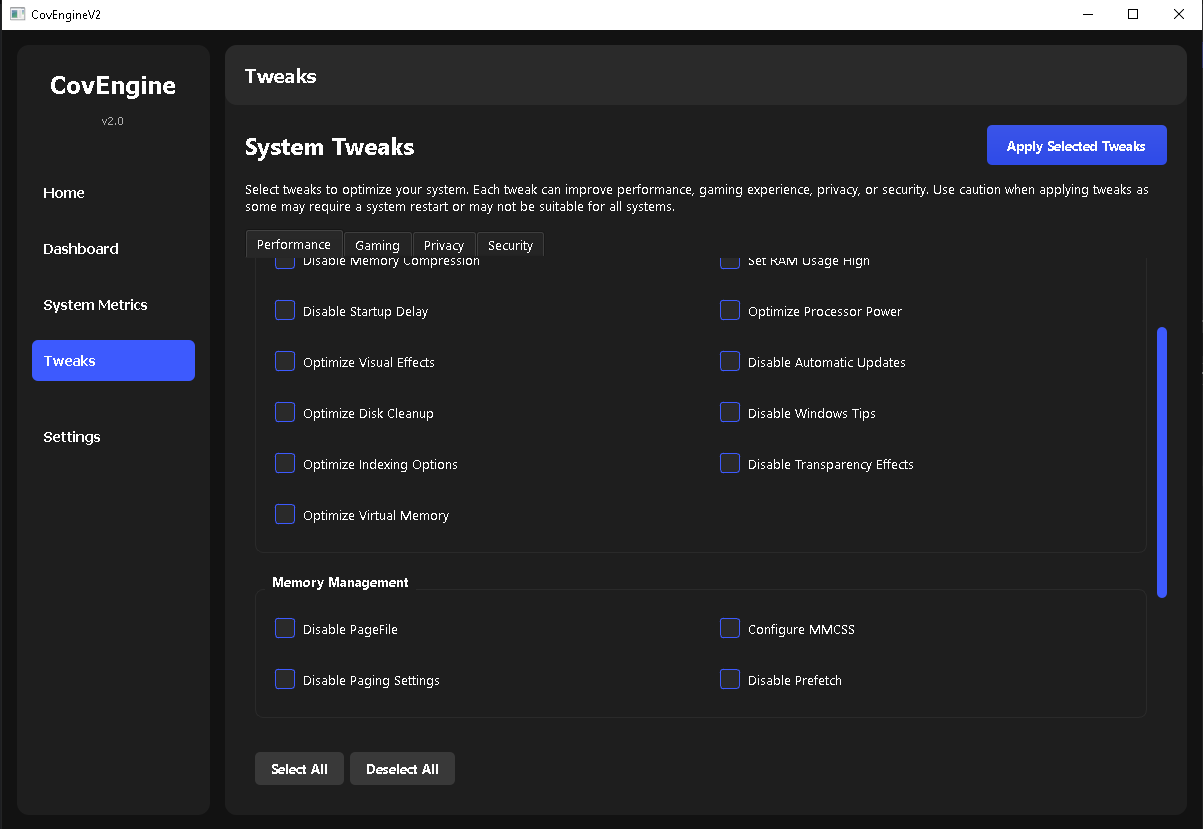 CovEngineV2
CovEngine
v2.0
Home
Dashboard
System Metrics
Tweaks
Settings
Tweaks
System Tweaks
Apply Selected Tweaks
Select tweaks to optimize your system. Each tweak can improve performance, gaming experience, privacy, or security. Use caution when applying tweaks as
some may require a system restart or may not be suitable for all systems.
Performance
Gaming
Privacy
Security
Disable Memory Compression
Set RAM Usage High
Disable Startup Delay
Optimize Processor Power
Optimize Visual Effects
Disable Automatic Updates
Optimize Disk Cleanup
Disable Windows Tips
Optimize Indexing Options
Disable Transparency Effects
Optimize Virtual Memory
Memory Management
Disable PageFile
Configure MMCSS
Disable Paging Settings
Disable Prefetch
Select All
Deselect All